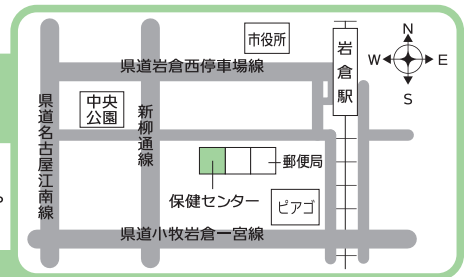 市役所
岩倉駅
N
W
E
S
県道岩倉西停車場線
中央
公園
新柳通線
県道名古屋江南線
郵便局
保健センター
ピアゴ
県道小牧岩倉一宮線